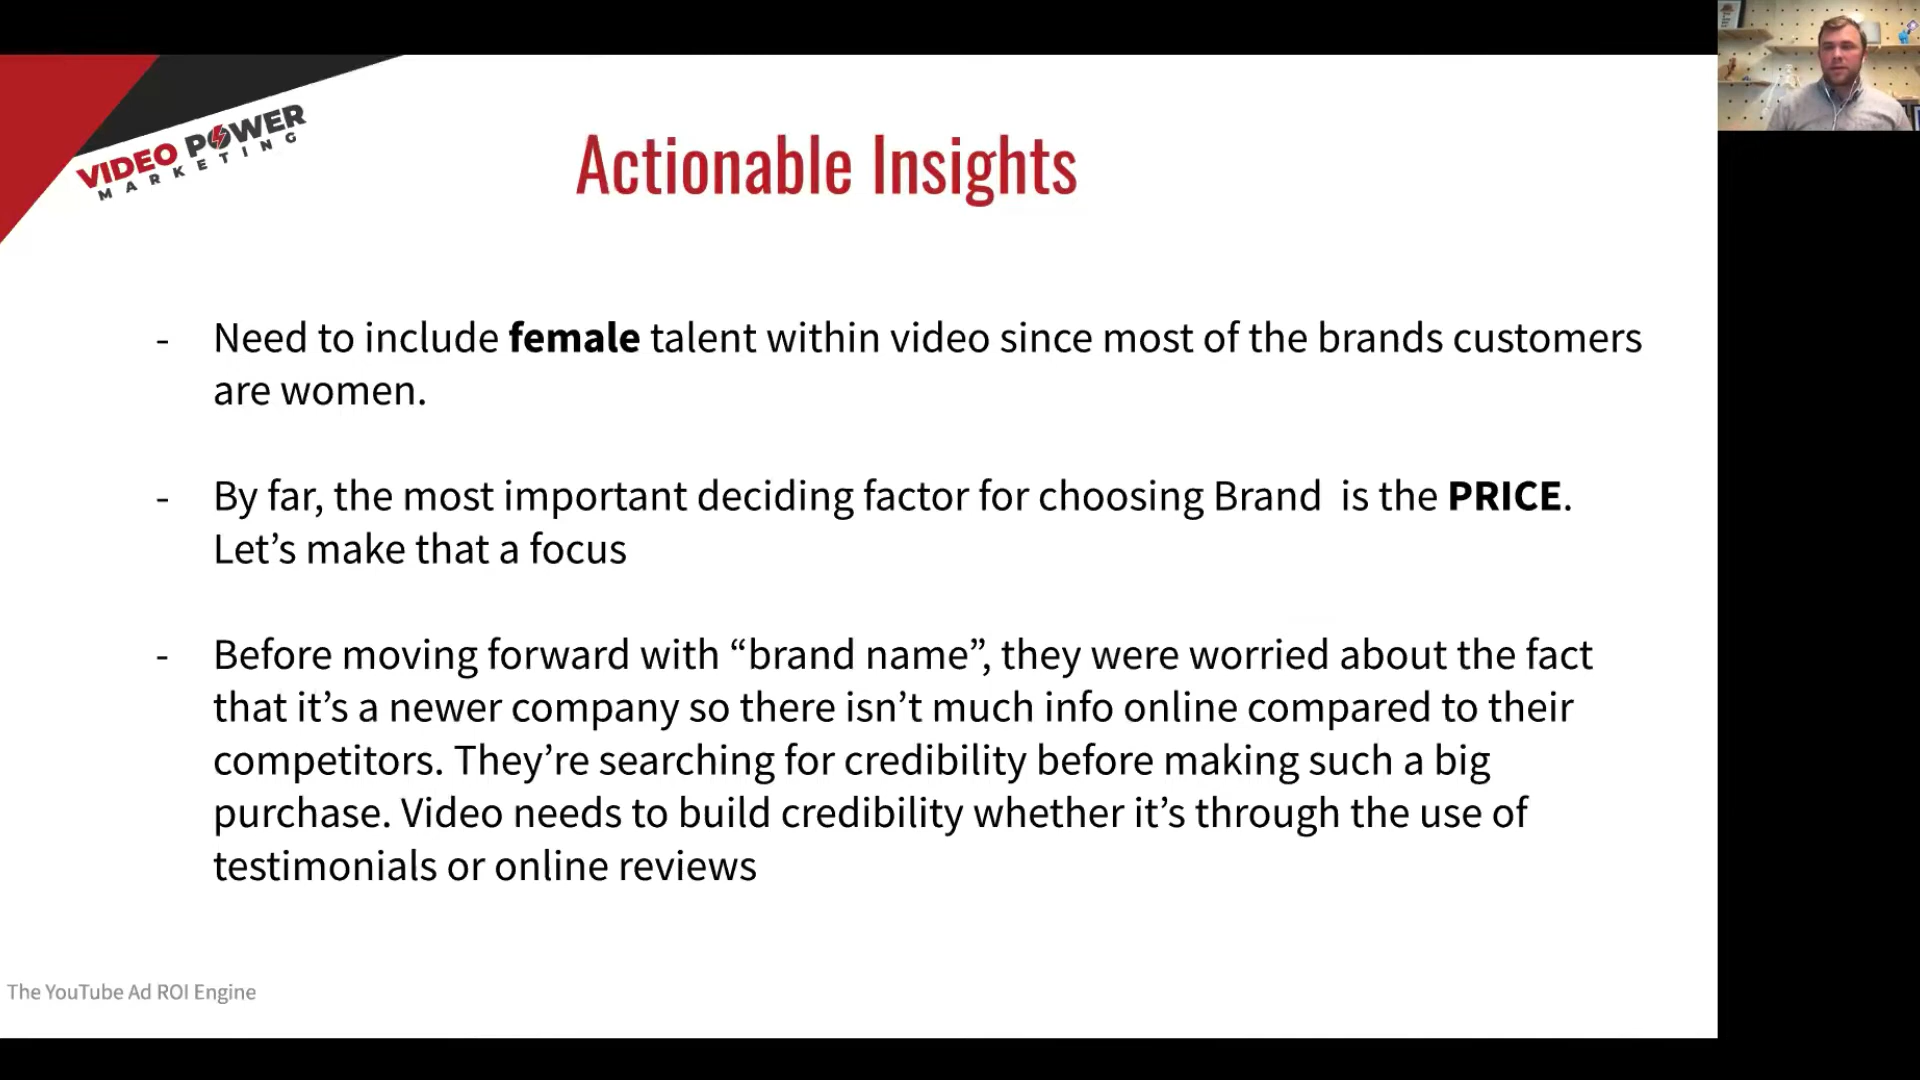 VIDEO POWER
MARKETING
Actionable Insights
- Need to include female talent within video since most of the brands customers
are women.
- By far, the most important deciding factor for choosing Brand  is the PRICE.
Let’s make that a focus
- Before moving forward with “brand name”, they were worried about the fact
that it’s a newer company so there isn’t much info online compared to their
competitors. They’re searching for credibility before making such a big
purchase. Video needs to build credibility whether it’s through the use of
testimonials or online reviews
The YouTube Ad ROI Engine